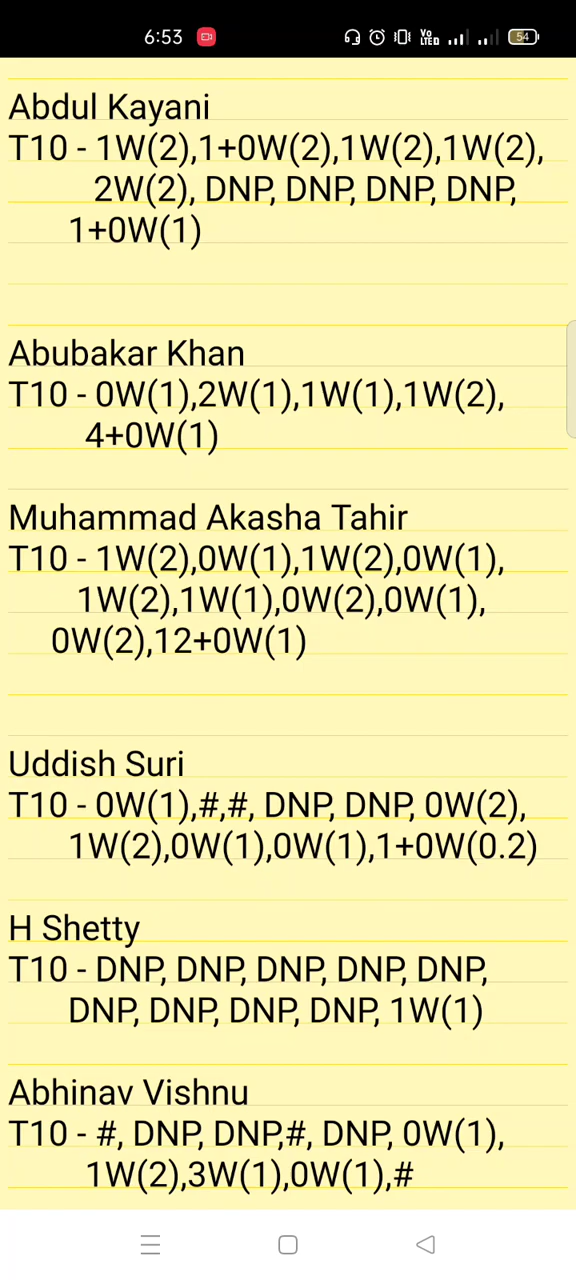 6:53 54
Abdul Kayani
T10 - 1W(2),1+0W(2),1W(2),1W(2),
2W(2), DNP, DNP, DNP, DNP,
1+0W(1)
Abubakar Khan
T10 - 0W(1),2W(1),1W(1),1W(2),
4+0W(1)
Muhammad Akasha Tahir
T10 - 1W(2),0W(1),1W(2),0W(1),
1W(2),1W(1),0W(2),0W(1),
0W(2),12+0W(1)
Uddish Suri
T10 - 0W(1),#,#, DNP, DNP, 0W(2),
1W(2),0W(1),0W(1),1+0W(0.2)
H Shetty
T10 - DNP, DNP, DNP, DNP, DNP,
DNP, DNP, DNP, DNP, 1W(1)
Abhinav Vishnu
T10 - #, DNP, DNP,#, DNP, 0W(1),
1W(2),3W(1),0W(1),#